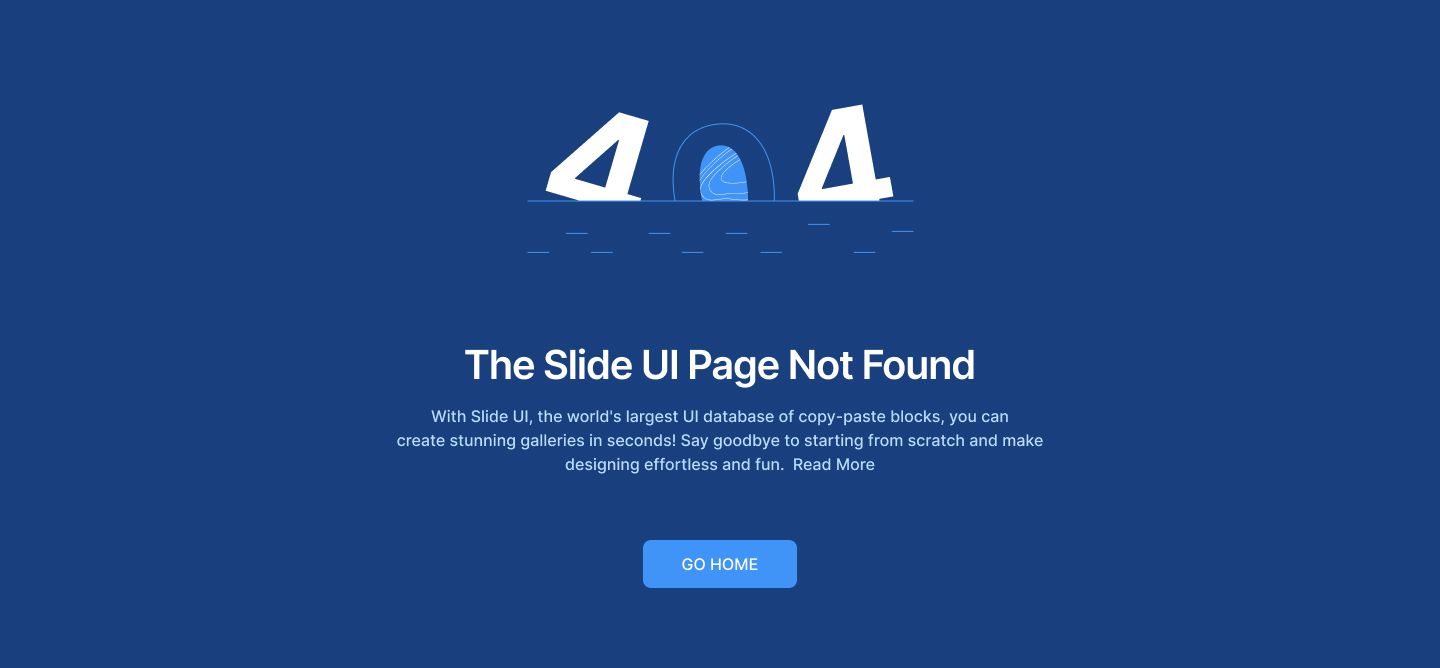 404
The Slide UI Page Not Found
With Slide UI, the world's largest UI database of copy-paste blocks, you can
create stunning galleries in seconds! Say goodbye to starting from scratch and make
designing effortless and fun.  Read More
GO HOME